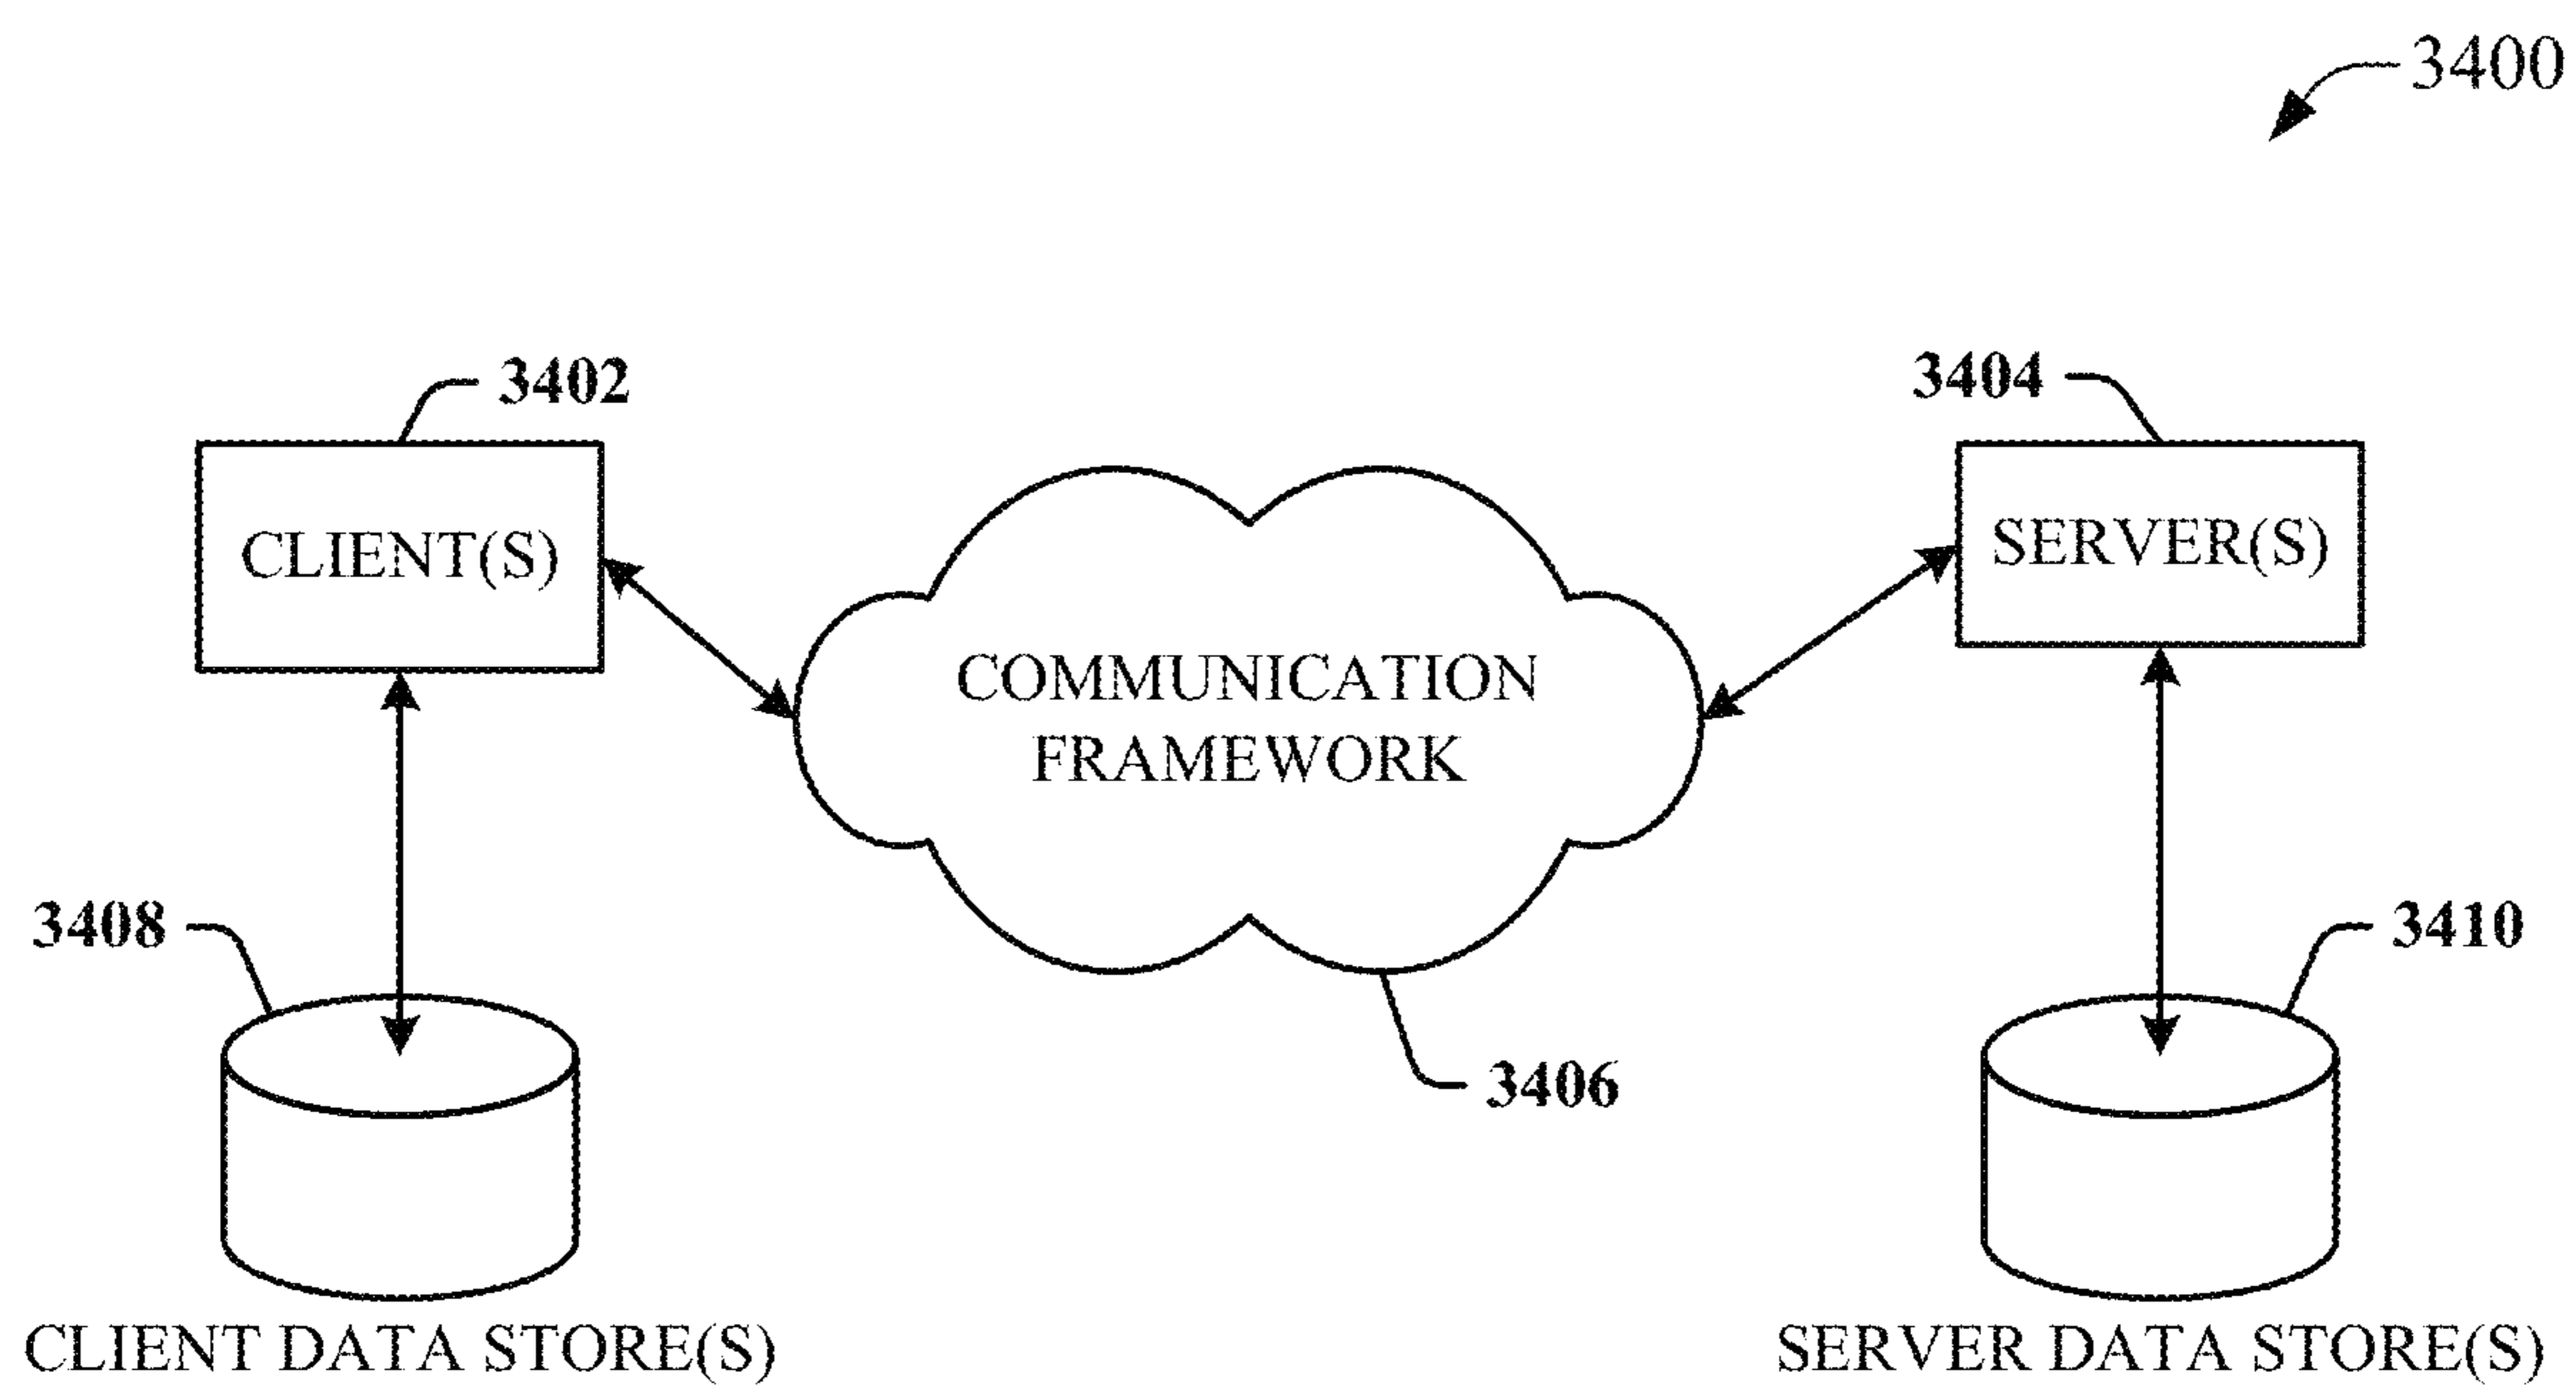 3400
3402
3404
CLIENT(S)
SERVER(S)
COMMUNICATION
FRAMEWORK
3408
3410
3406
CLIENT DATA STORE(S)
SERVER DATA STORE(S)